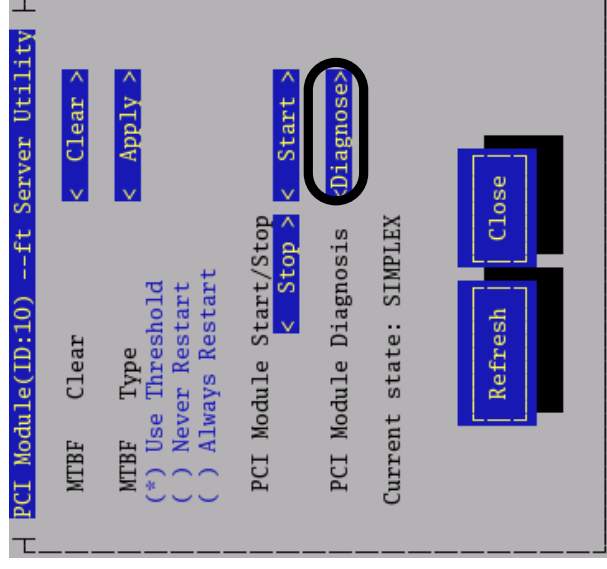 PCI Module(ID:10) --ft Server Utility
MTBF Clear < Clear >
MTBF Type < Apply >
(*) Use Threshold
( ) Never Restart
( ) Always Restart
PCI Module Start/Stop
< Stop > < Start >
PCI Module Diagnosis <Diagnose>
Current state: SIMPLEX
Refresh Close